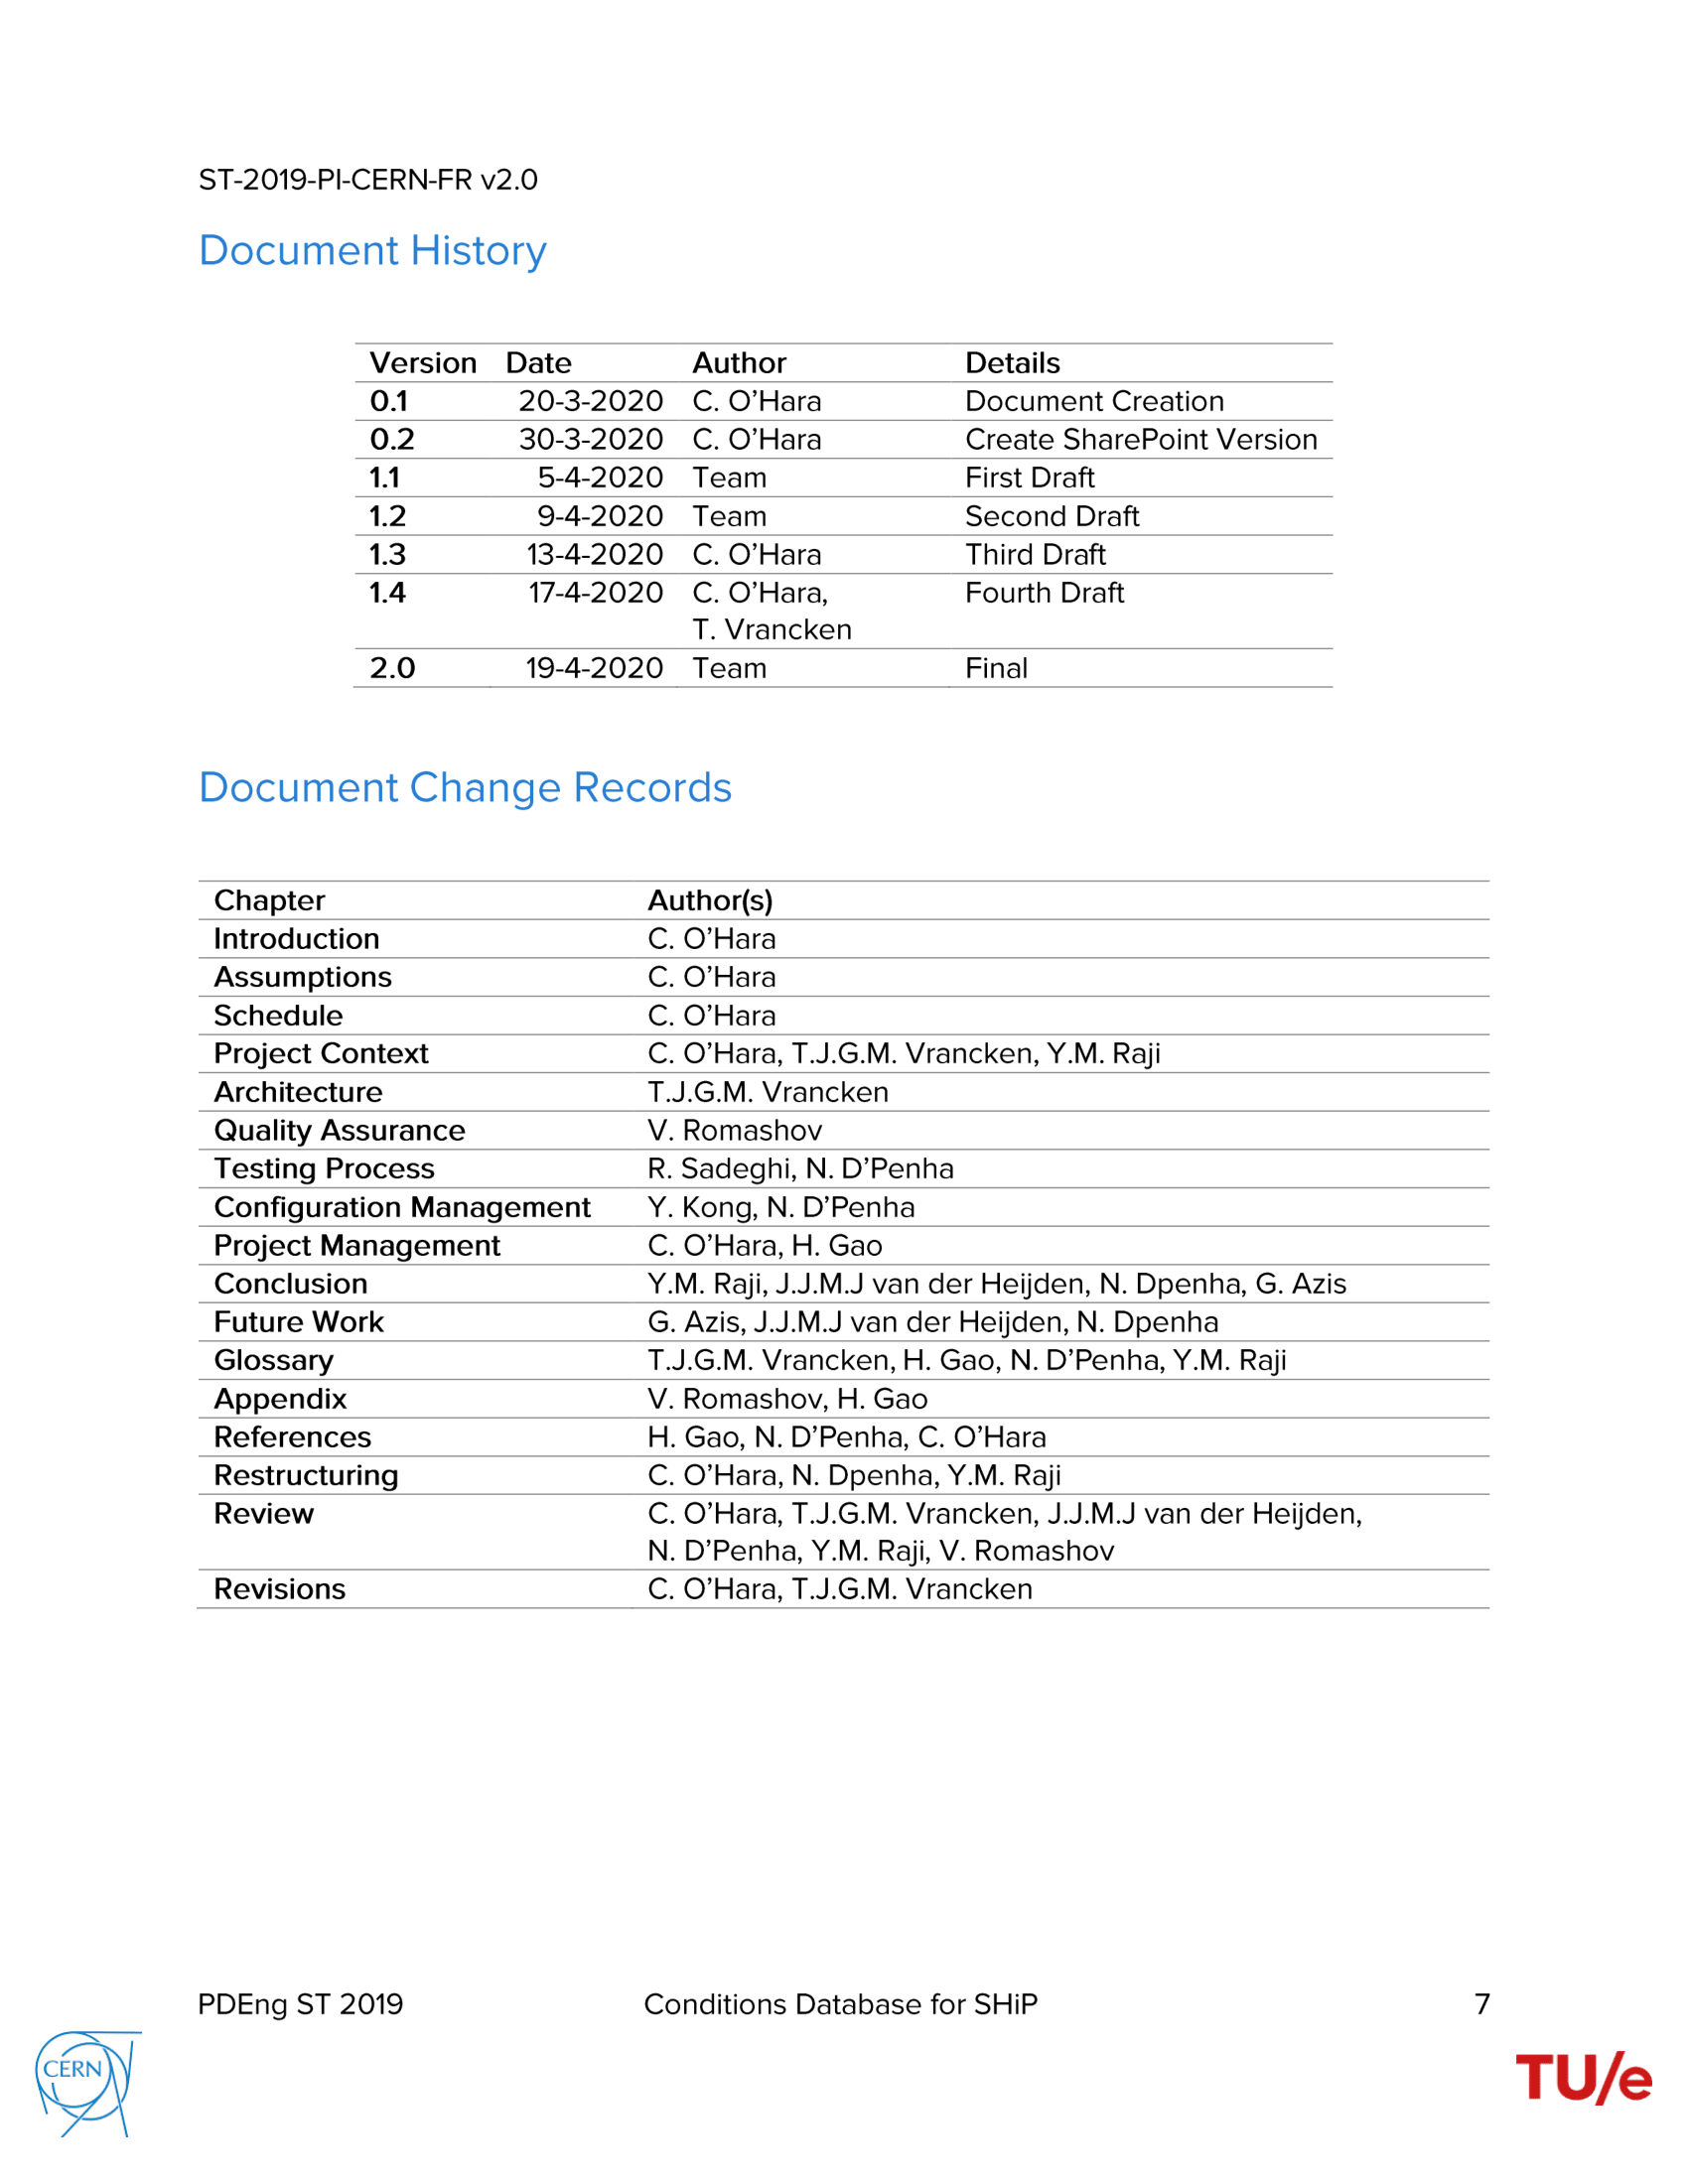 ST-2019-PI-CERN-FR v2.0
Document History
Version Date Author Details
0.1 20-3-2020 C. O’Hara Document Creation
0.2 30-3-2020 C. O’Hara Create SharePoint Version
1.1 5-4-2020 Team First Draft
1.2 9-4-2020 Team Second Draft
1.3 13-4-2020 C. O’Hara Third Draft
1.4 17-4-2020 C. O’Hara, Fourth Draft
T. Vrancken
2.0 19-4-2020 Team Final
Document Change Records
Chapter Author(s)
Introduction C. O’Hara
Assumptions C. O’Hara
Schedule C. O’Hara
Project Context C. O’Hara, T.J.G.M. Vrancken, Y.M. Raji
Architecture T.J.G.M. Vrancken
Quality Assurance V. Romashov
Testing Process R. Sadeghi, N. D’Penha
Configuration Management Y. Kong, N. D’Penha
Project Management C. O’Hara, H. Gao
Conclusion Y.M. Raji, J.J.M.J van der Heijden, N. Dpenha, G. Azis
Future Work G. Azis, J.J.M.J van der Heijden, N. Dpenha
Glossary T.J.G.M. Vrancken, H. Gao, N. D’Penha, Y.M. Raji
Appendix V. Romashov, H. Gao
References H. Gao, N. D’Penha, C. O’Hara
Restructuring C. O’Hara, N. Dpenha, Y.M. Raji
Review C. O’Hara, T.J.G.M. Vrancken, J.J.M.J van der Heijden,
N. D’Penha, Y.M. Raji, V. Romashov
Revisions C. O’Hara, T.J.G.M. Vrancken
PDEng ST 2019 Conditions Database for SHiP 7
CERN
TU/e